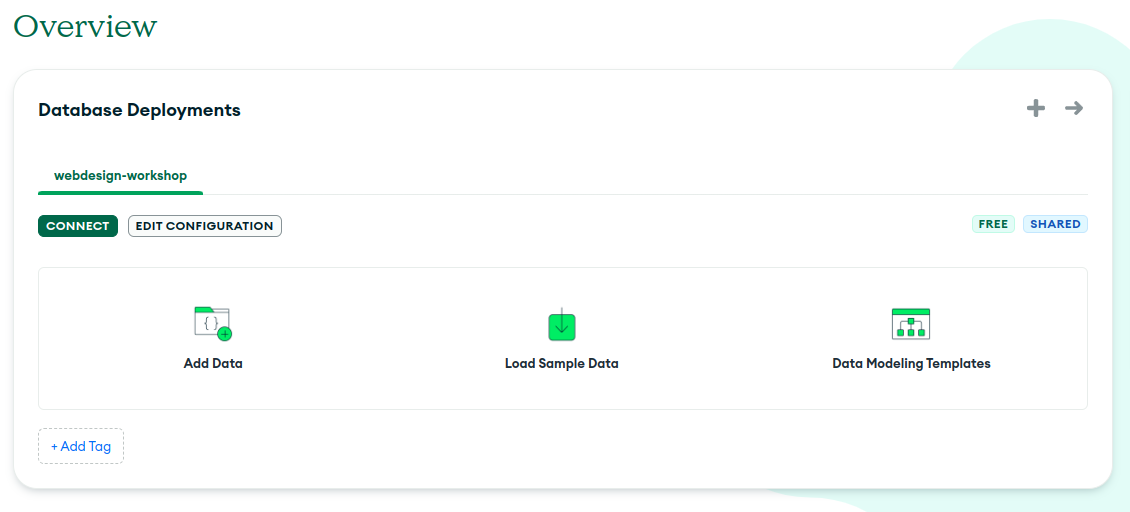 Overview
Database Deployments
webdesign-workshop
CONNECT EDIT CONFIGURATION FREE SHARED
{ }
Add Data Load Sample Data Data Modeling Templates
+ Add Tag